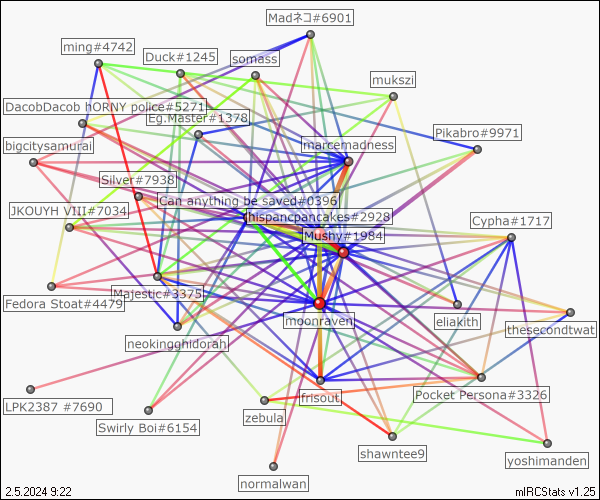 Madネコ#6901
ming#4742
Duck#1245
somass
mukszi
DacobDacob hORNY police#5271
Eg.Master#1378
Pikabro#9971
bigcitysamurai
marcemadness
Silver#7938
Can anything be saved#0396
JKOUYH VIII#7034
hispancpancakes#2928
Cypha#1717
Mushy#1984
Fedora Stoat#4479
Majestic#3375
moonraven
eliakith
thesecondtwat
neokingghidorah
LPK2387 #7690
frisout
Pocket Persona#3326
Swirly Boi#6154
zebula
shawntee9
yoshimanden
normalwan
2.5.2024 9:22
mIRCStats v1.25